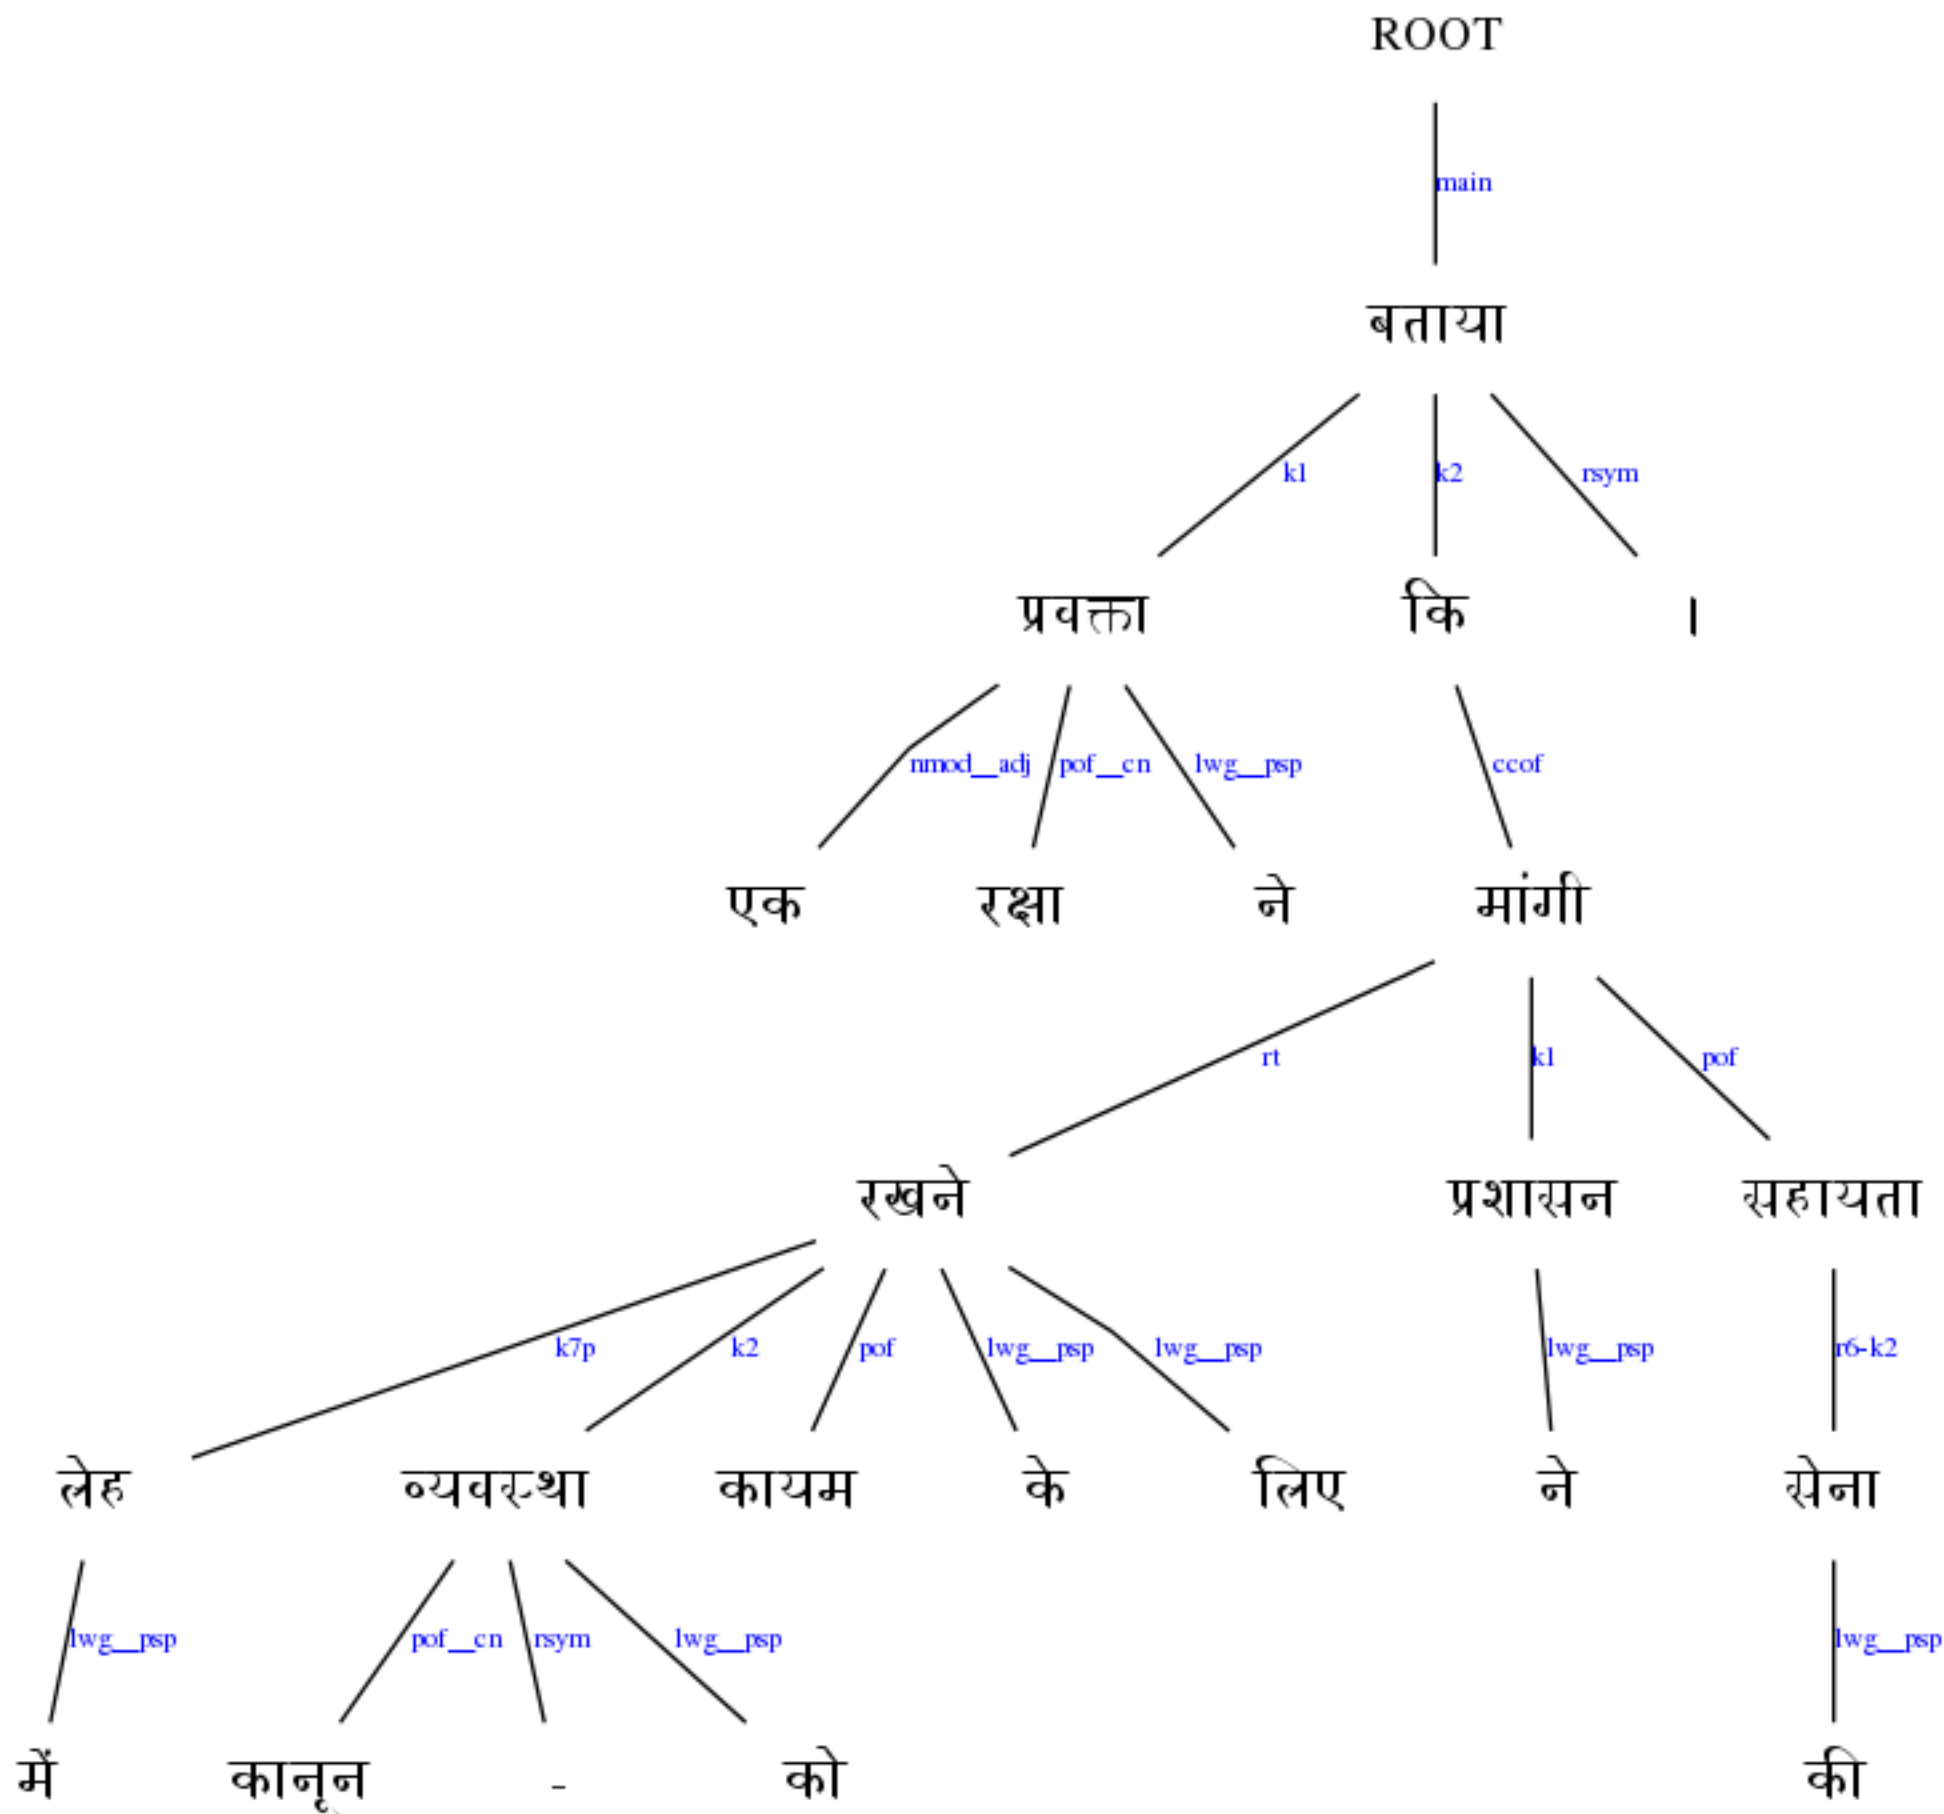 ROOT
main
बताया
k1 k2 rsym
प्रवक्ता कि ।
nmod__adj pof__cn lwg__psp ccof
एक रक्षा ने मांगी
rt k1 pof
रखने प्रशासन सहायता
k7p k2 pof lwg__psp lwg__psp lwg__psp r6-k2
लेह व्यवस्था कायम के लिए ने सेना
lwg__psp pof__cn rsym lwg__psp lwg__psp
में कानून - को की